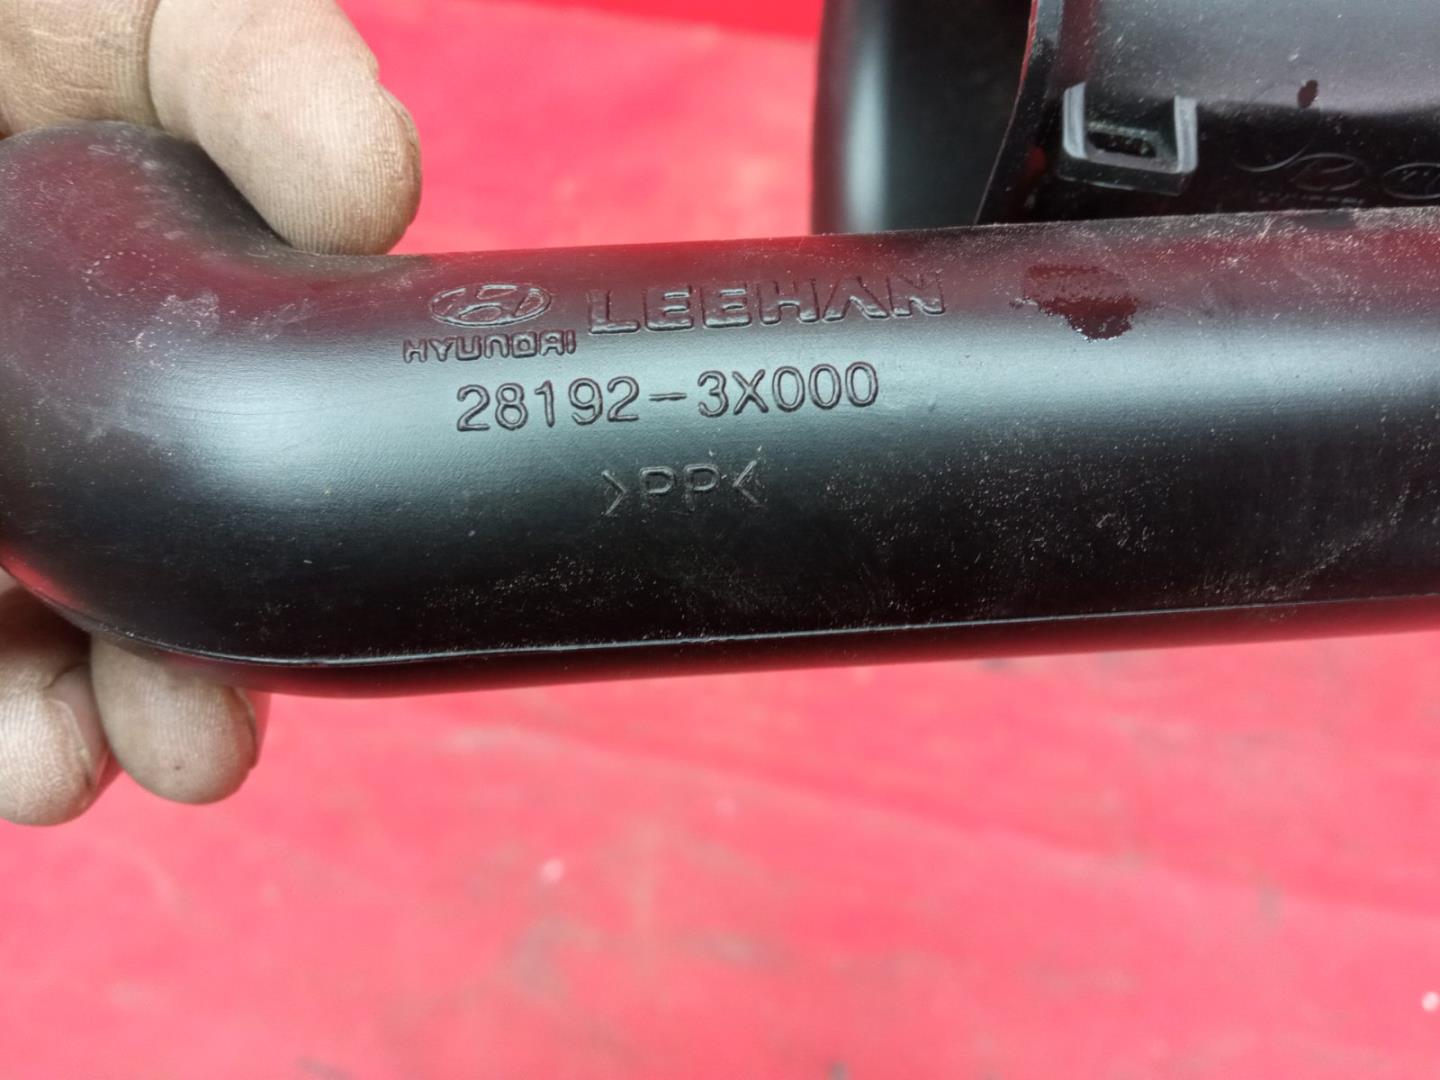 HYUNDAI LEEHAN
28192-3X000
>PP<